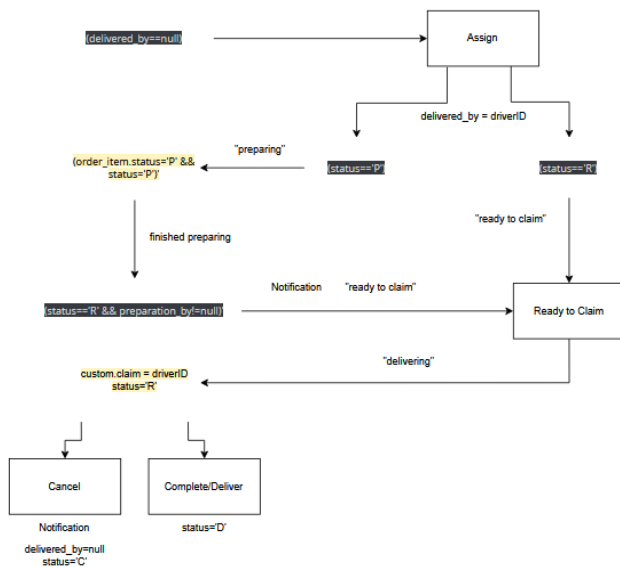 (delivered_by==null)
Assign
delivered_by = driverID
"preparing"
(order_item.status='P' &&
status='P')'
(status=='P')
(status=='R')
"ready to claim"
finished preparing
Notification
"ready to claim"
(status=='R' && preparation_by!=null)'
Ready to Claim
"delivering"
custom.claim = driverID
status='R'
Cancel
Complete/Deliver
Notification
status='D'
delivered_by=null
status='C'